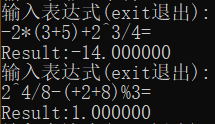 输入表达式(exit退出):
-2*(3+5)+2^3/4=
Result:-14.000000
输入表达式(exit退出):
2^4/8-(+2+8)%3=
Result:1.000000